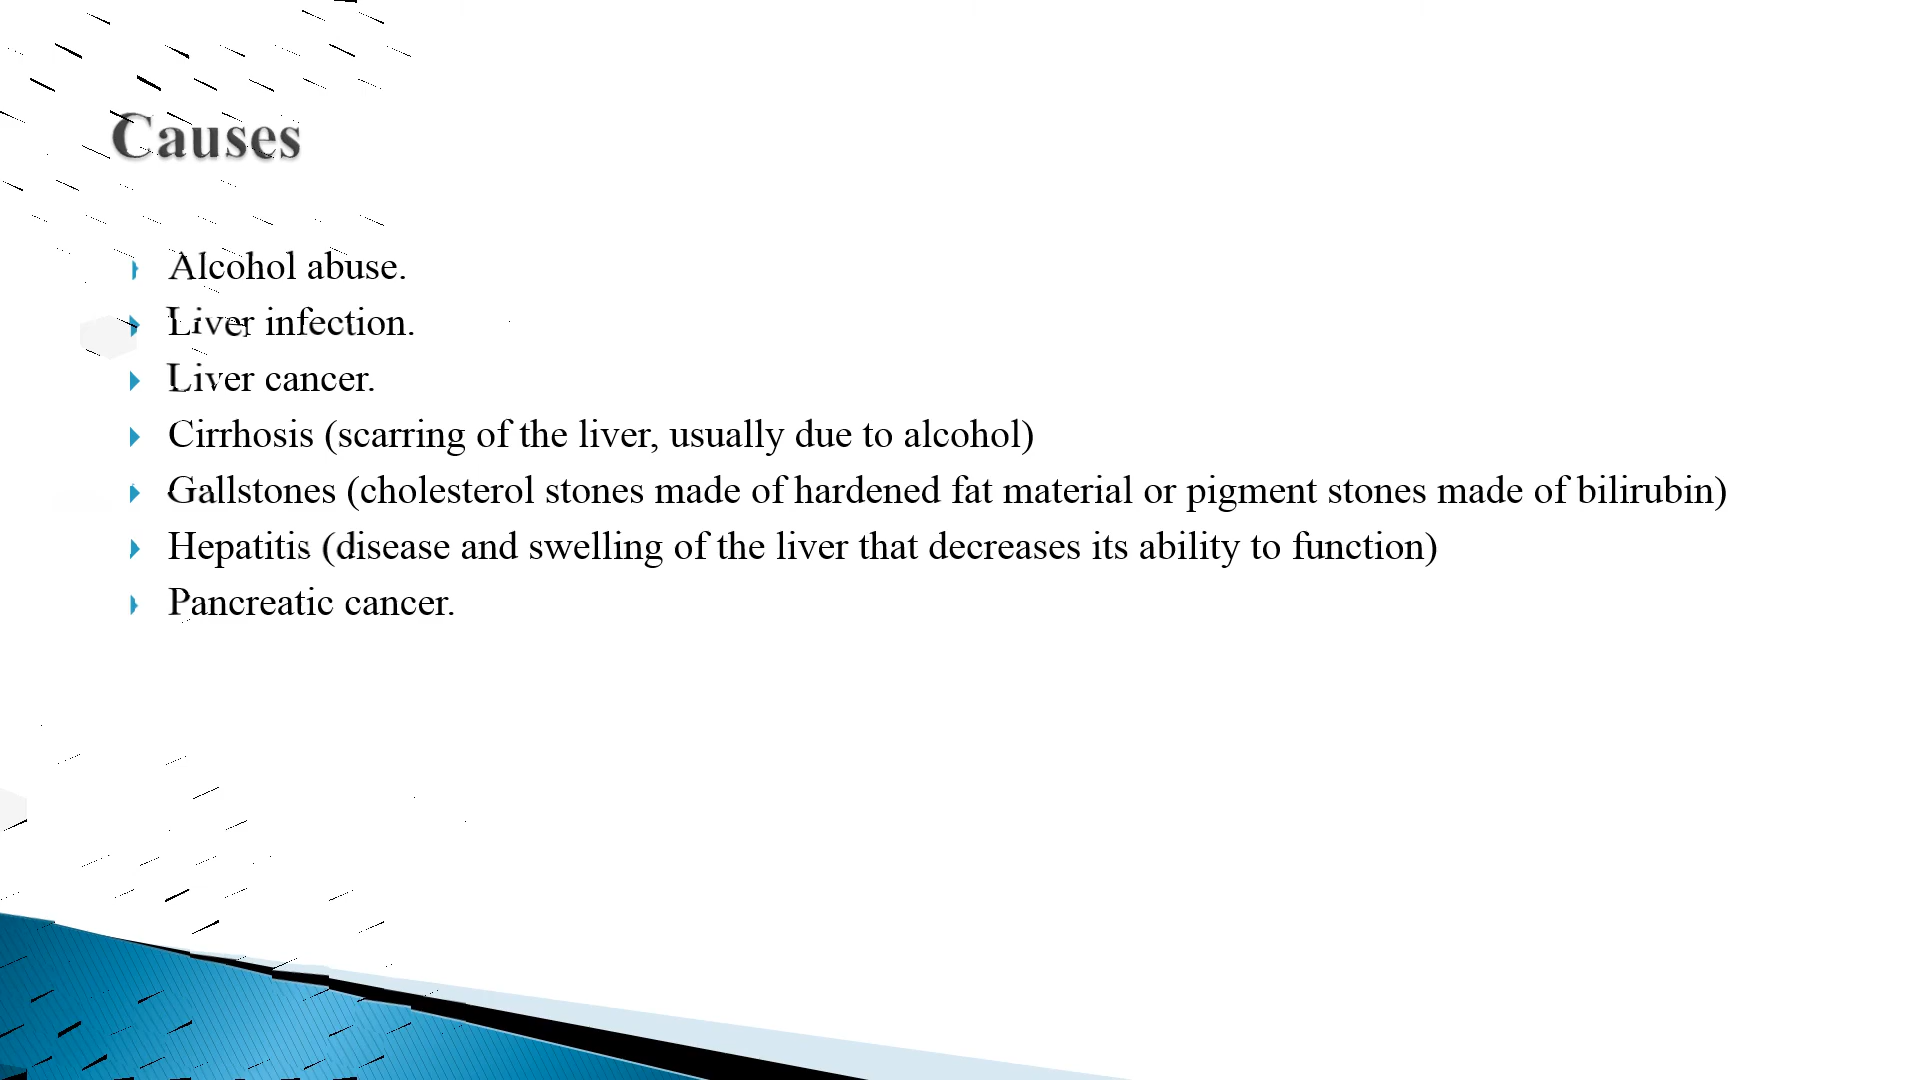 Causes
Alcohol abuse.
Liver infection.
Liver cancer.
Cirrhosis (scarring of the liver, usually due to alcohol)
Gallstones (cholesterol stones made of hardened fat material or pigment stones made of bilirubin)
Hepatitis (disease and swelling of the liver that decreases its ability to function)
Pancreatic cancer.